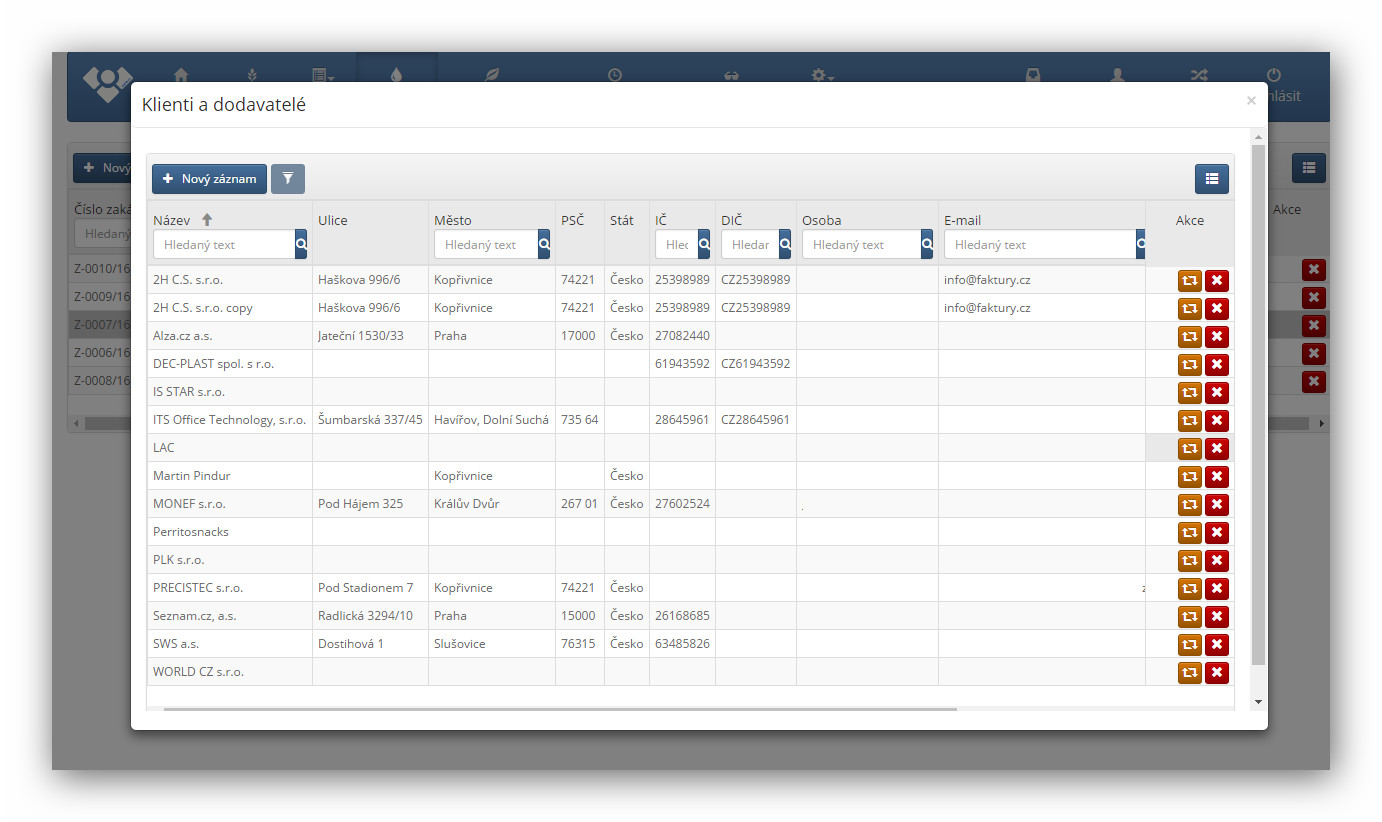 hlásit
Klienti a dodavatelé
Nový
Nový záznam
Číslo zaká
Akce
Název Ulice Město PSČ Stát IČ DIČ Osoba E-mail Akce
Hledaný
Hledaný text Hledaný text Hled Hledar Hledaný text Hledaný text
Z-0010/16
Z-0009/16
Z-0007/16
Z-0006/16
Z-0008/16
2H C.S. s.r.o. Haškova 996/6 Kopřivnice 74221 Česko 25398989 CZ25398989 info@faktury.cz
2H C.S. s.r.o. copy Haškova 996/6 Kopřivnice 74221 Česko 25398989 CZ25398989 info@faktury.cz
Alza.cz a.s. Jateční 1530/33 Praha 17000 Česko 27082440
DEC-PLAST spol. s r.o. 61943592 CZ61943592
IS STAR s.r.o.
ITS Office Technology, s.r.o. Šumbarská 337/45 Havířov, Dolní Suchá 735 64 28645961 CZ28645961
LAC
Martin Pindur Kopřivnice Česko
MONEF s.r.o. Pod Hájem 325 Králův Dvůr 267 01 Česko 27602524 .
Perritosnacks
PLK s.r.o.
PRECISTEC s.r.o. Pod Stadionem 7 Kopřivnice 74221 Česko
Seznam.cz, a.s. Radlická 3294/10 Praha 15000 Česko 26168685
SWS a.s. Dostihová 1 Slušovice 76315 Česko 63485826
WORLD CZ s.r.o.